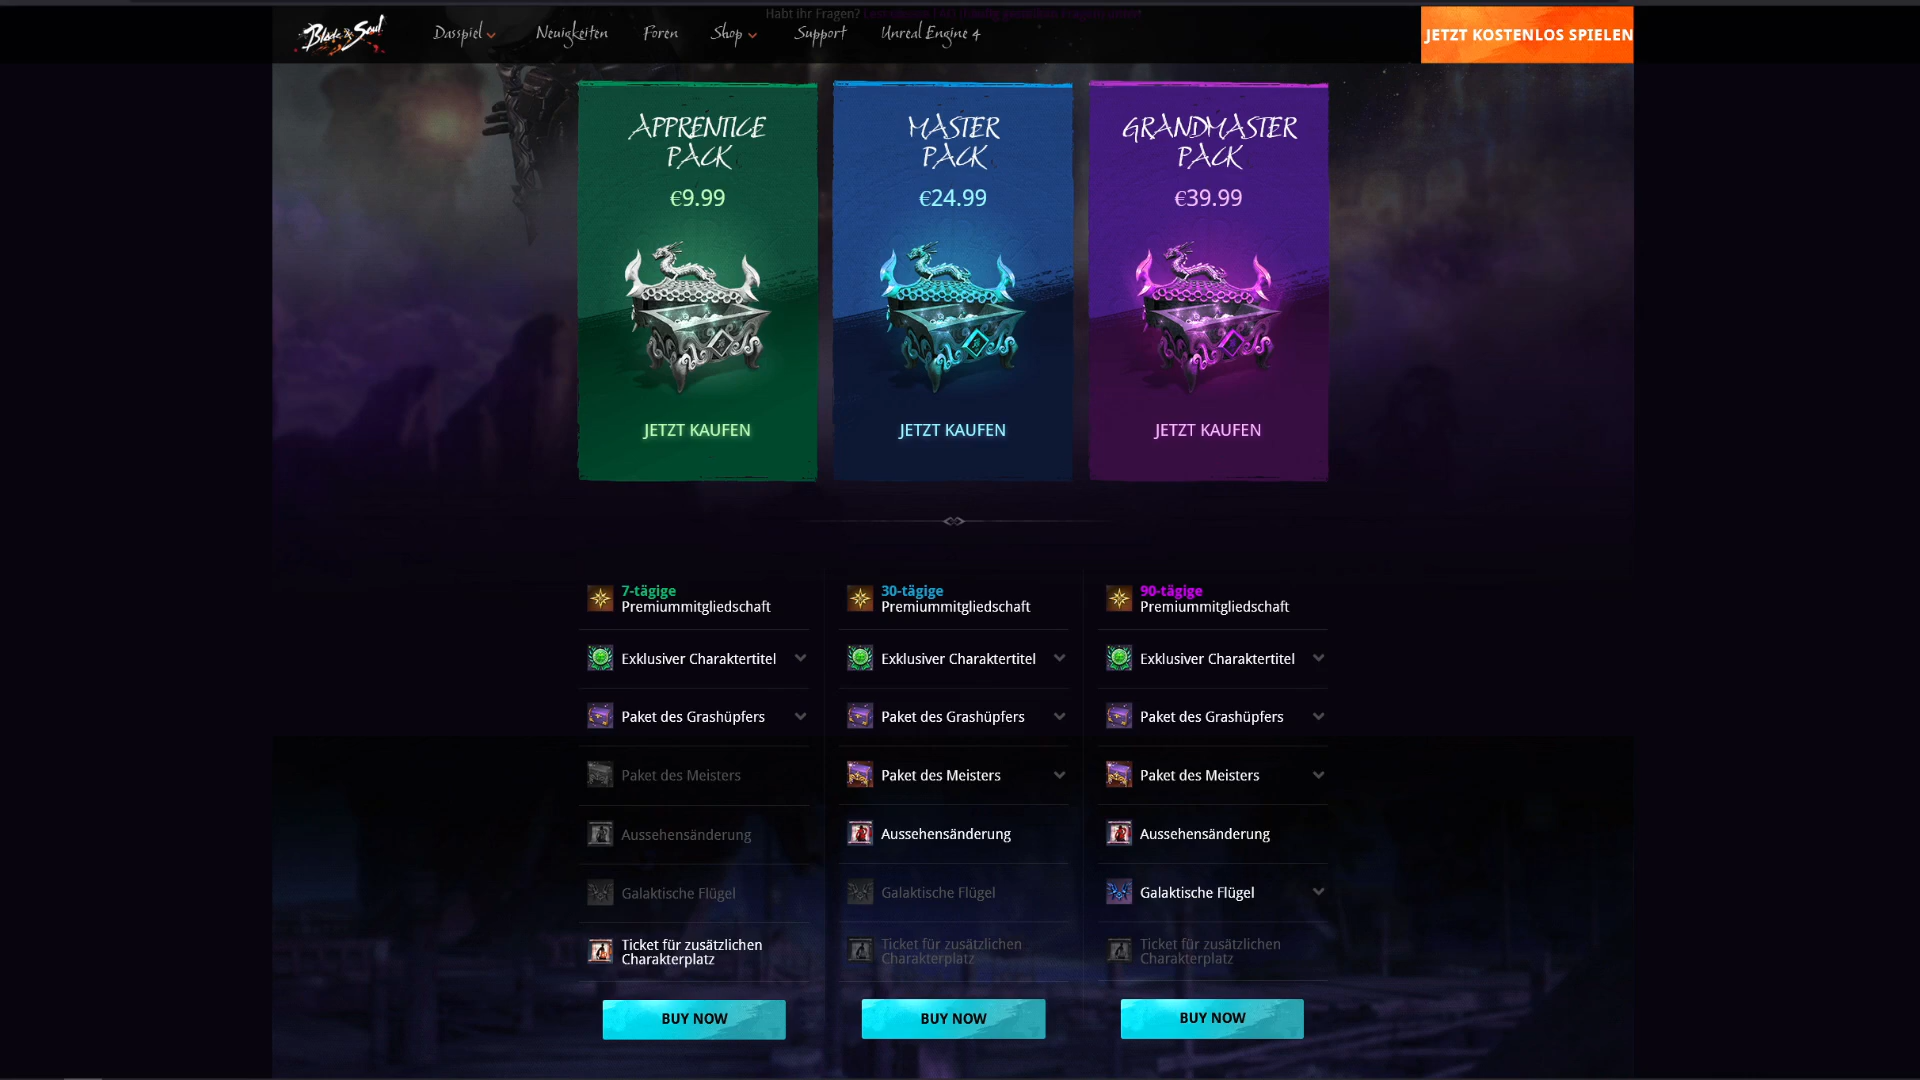 Habt ihr Fragen?
Blade & Soul
Dasspiel
Neuigkeiten
Foren
Shop
Support
Unreal Engine 4
JETZT KOSTENLOS SPIELEN
APPRENTICE
PACK
€9.99
JETZT KAUFEN
MASTER
PACK
€24.99
JETZT KAUFEN
GRANDMASTER
PACK
€39.99
JETZT KAUFEN
7-tägige
Premiummitgliedschaft
Exklusiver Charaktertitel
Paket des Grashüpfers
Paket des Meisters
Aussehensänderung
Galaktische Flügel
Ticket für zusätzlichen
Charakterplatz
BUY NOW
30-tägige
Premiummitgliedschaft
Exklusiver Charaktertitel
Paket des Grashüpfers
Paket des Meisters
Aussehensänderung
Galaktische Flügel
Ticket für zusätzlichen
Charakterplatz
BUY NOW
90-tägige
Premiummitgliedschaft
Exklusiver Charaktertitel
Paket des Grashüpfers
Paket des Meisters
Aussehensänderung
Galaktische Flügel
Ticket für zusätzlichen
Charakterplatz
BUY NOW